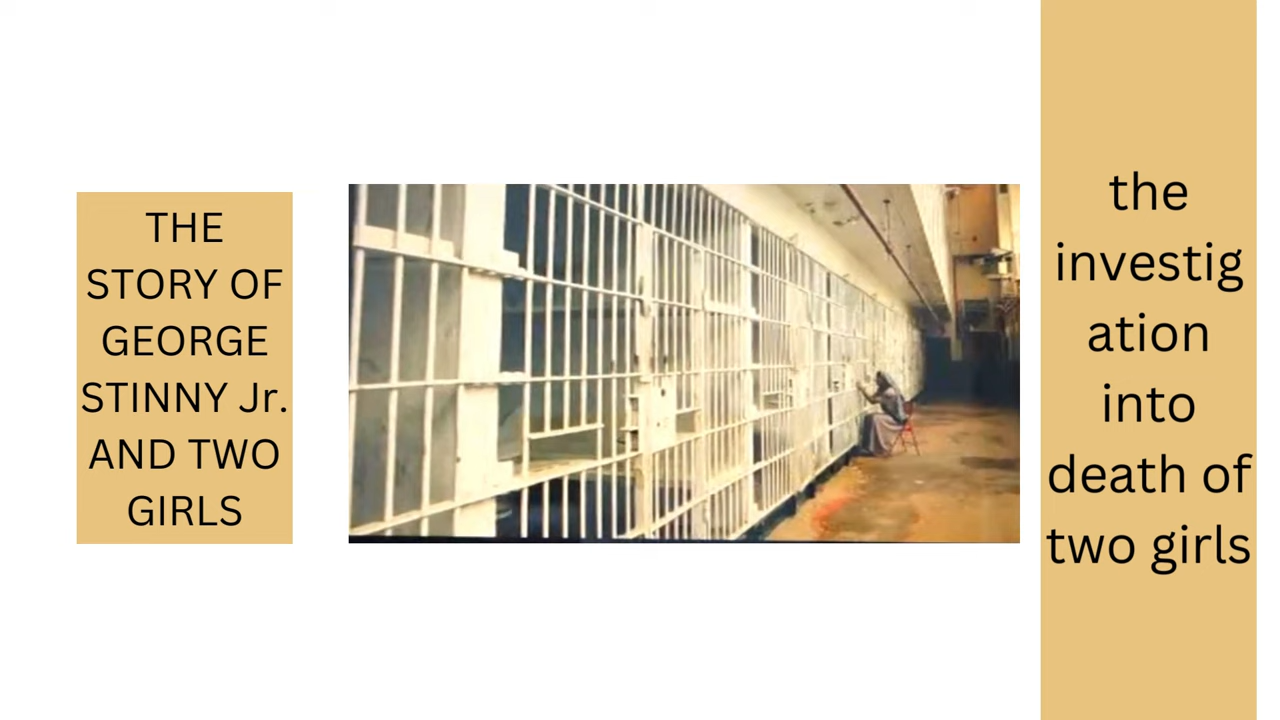 THE
STORY OF
GEORGE
STINNY Jr.
AND TWO
GIRLS
the
investig
ation
into
death of
two girls